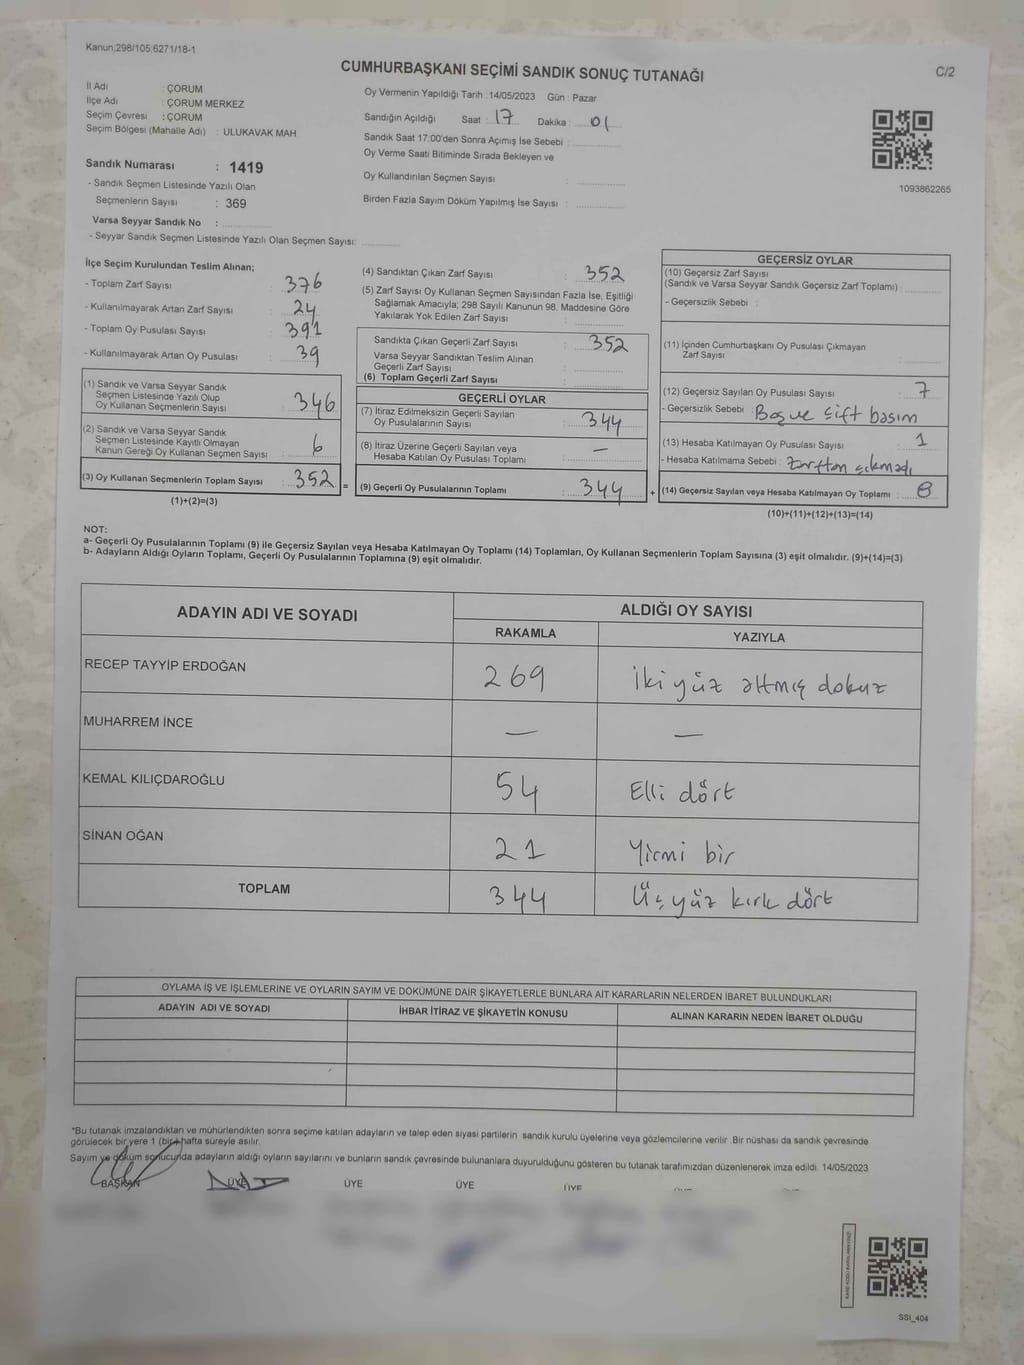 Kanun:298/105:6271/18-1
CUMHURBAŞKANI SEÇİMİ SANDIK SONUÇ TUTANAĞI
C/2
İl Adı : ÇORUM
İlçe Adı : ÇORUM MERKEZ
Seçim Çevresi : ÇORUM
Seçim Bölgesi (Mahalle Adı) : ULUKAVAK MAH
Sandık Numarası : 1419
- Sandık Seçmen Listesinde Yazılı Olan
Seçmenlerin Sayısı : 369
Varsa Seyyar Sandık No :
- Seyyar Sandık Seçmen Listesinde Yazılı Olan Seçmen Sayısı:
Oy Vermenin Yapıldığı Tarih : 14/05/2023 Gün : Pazar
Sandığın Açıldığı Saat : 17 Dakika : 01
Sandık Saat 17:00'den Sonra Açımış İse Sebebi :
Oy Verme Saati Bitiminde Sırada Bekleyen ve
Oy Kullandırılan Seçmen Sayısı :
Birden Fazla Sayım Döküm Yapılmış İse Sayısı :
1093862265
İlçe Seçim Kurulundan Teslim Alınan;
- Toplam Zarf Sayısı : 376
- Kullanılmayarak Artan Zarf Sayısı : 24
- Toplam Oy Pusulası Sayısı : 391
- Kullanılmayarak Artan Oy Pusulası : 39
(1) Sandık ve Varsa Seyyar Sandık
Seçmen Listesinde Yazılı Olup
Oy Kullanan Seçmenlerin Sayısı : 346
(2) Sandık ve Varsa Seyyar Sandık
Seçmen Listesinde Kayıtlı Olmayan
Kanun Gereği Oy Kullanan Seçmen Sayısı : 6
(3) Oy Kullanan Seçmenlerin Toplam Sayısı : 352 =
(1)+(2)=(3)
(4) Sandıktan Çıkan Zarf Sayısı : 352
(5) Zarf Sayısı Oy Kullanan Seçmen Sayısından Fazla İse, Eşitliği
Sağlamak Amacıyla; 298 Sayılı Kanunun 98. Maddesine Göre
Yakılarak Yok Edilen Zarf Sayısı :
Sandıkta Çıkan Geçerli Zarf Sayısı : 352
Varsa Seyyar Sandıktan Teslim Alınan
Geçerli Zarf Sayısı :
(6) Toplam Geçerli Zarf Sayısı :
GEÇERLİ OYLAR
(7) İtiraz Edilmeksizin Geçerli Sayılan
Oy Pusulalarının Sayısı : 344
(8) İtiraz Üzerine Geçerli Sayılan veya
Hesaba Katılan Oy Pusulası Toplamı : —
(9) Geçerli Oy Pusulalarının Toplamı : 344 +
GEÇERSİZ OYLAR
(10) Geçersiz Zarf Sayısı
(Sandık ve Varsa Seyyar Sandık Geçersiz Zarf Toplamı) :
- Geçersizlik Sebebi :
(11) İçinden Cumhurbaşkanı Oy Pusulası Çıkmayan
Zarf Sayısı :
(12) Geçersiz Sayılan Oy Pusulası Sayısı : 7
- Geçersizlik Sebebi : Boş ve çift basım
(13) Hesaba Katılmayan Oy Pusulası Sayısı : 1
- Hesaba Katılmama Sebebi : Zarftan çıkmadı
(14) Geçersiz Sayılan veya Hesaba Katılmayan Oy Toplamı : 8
(10)+(11)+(12)+(13)=(14)
NOT:
a- Geçerli Oy Pusulalarının Toplamı (9) ile Geçersiz Sayılan veya Hesaba Katılmayan Oy Toplamı (14) Toplamları, Oy Kullanan Seçmenlerin Toplam Sayısına (3) eşit olmalıdır. (9)+(14)=(3)
b- Adayların Aldığı Oyların Toplamı, Geçerli Oy Pusulalarının Toplamına (9) eşit olmalıdır.
ADAYIN ADI VE SOYADI
ALDIĞI OY SAYISI
RAKAMLA YAZIYLA
RECEP TAYYİP ERDOĞAN 269 İki yüz altmış dokuz
MUHARREM İNCE — —
KEMAL KILIÇDAROĞLU 54 Elli dört
SİNAN OĞAN 21 Yirmi bir
TOPLAM 344 Üç yüz kırk dört
OYLAMA İŞ VE IŞLEMLERINE VE OYLARIN SAYIM VE DÖKÜMÜNE DAİR ŞİKAYETLERLE BUNLARA AİT KARARLARIN NELERDEN IBARET BULUNDUKLARI
ADAYIN ADI VE SOYADI İHBAR İTİRAZ VE ŞİKAYETİN KONUSU ALINAN KARARIN NEDEN İBARET OLDUĞU
*Bu tutanak imzalandıktan ve mühürlendikten sonra seçime katılan adayların ve talep eden siyasi partilerin sandık kurulu üyelerine veya gözlemcilerine verilir .Bir nüshası da sandık çevresinde
görülecek bir yere 1 (bir) hafta süreyle asılır.
Sayım ve döküm sonucunda adayların aldığı oyların sayılarını ve bunların sandık çevresinde bulunanlara duyurulduğunu gösteren bu tutanak tarafımızdan düzenlenerek imza edildi. 14/05/2023
BAŞKAN ÜYE ÜYE ÜYE ÜYE
SSI_404